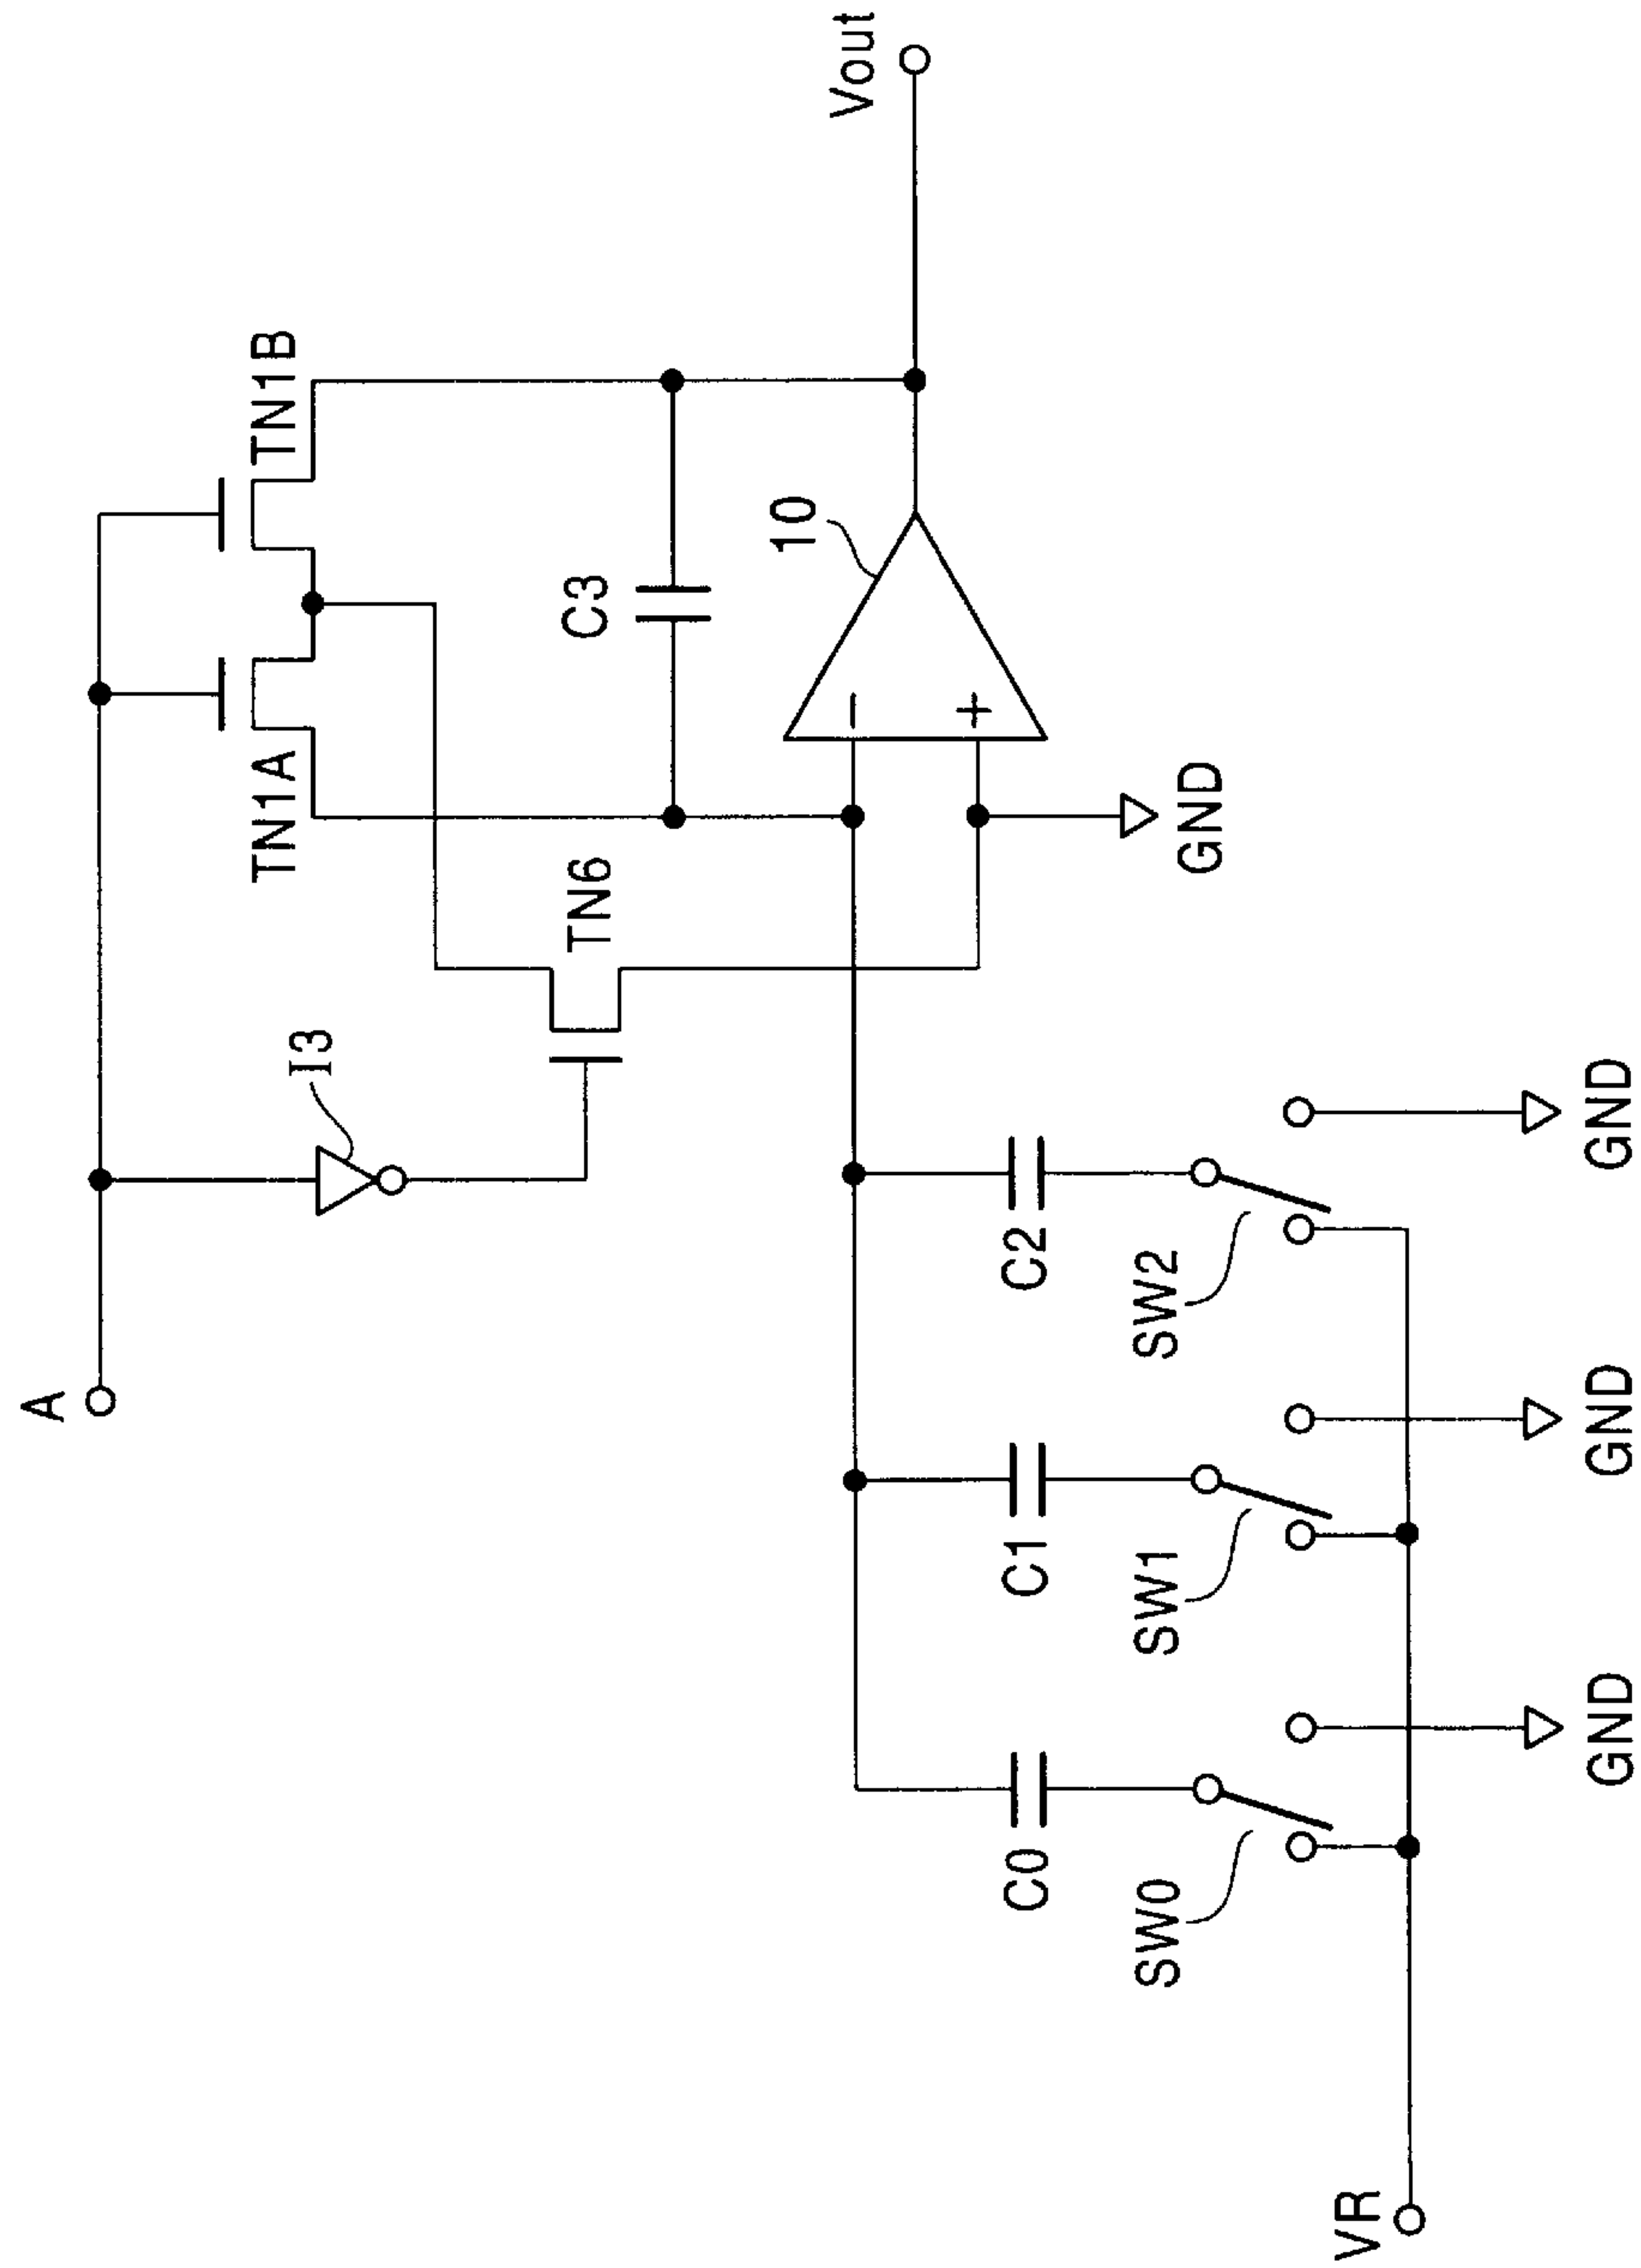 A
I3
TN1A
TN1B
TN6
C3
10
−
+
Vout
GND
C0
C1
C2
SW0
SW1
SW2
GND
GND
GND
VR